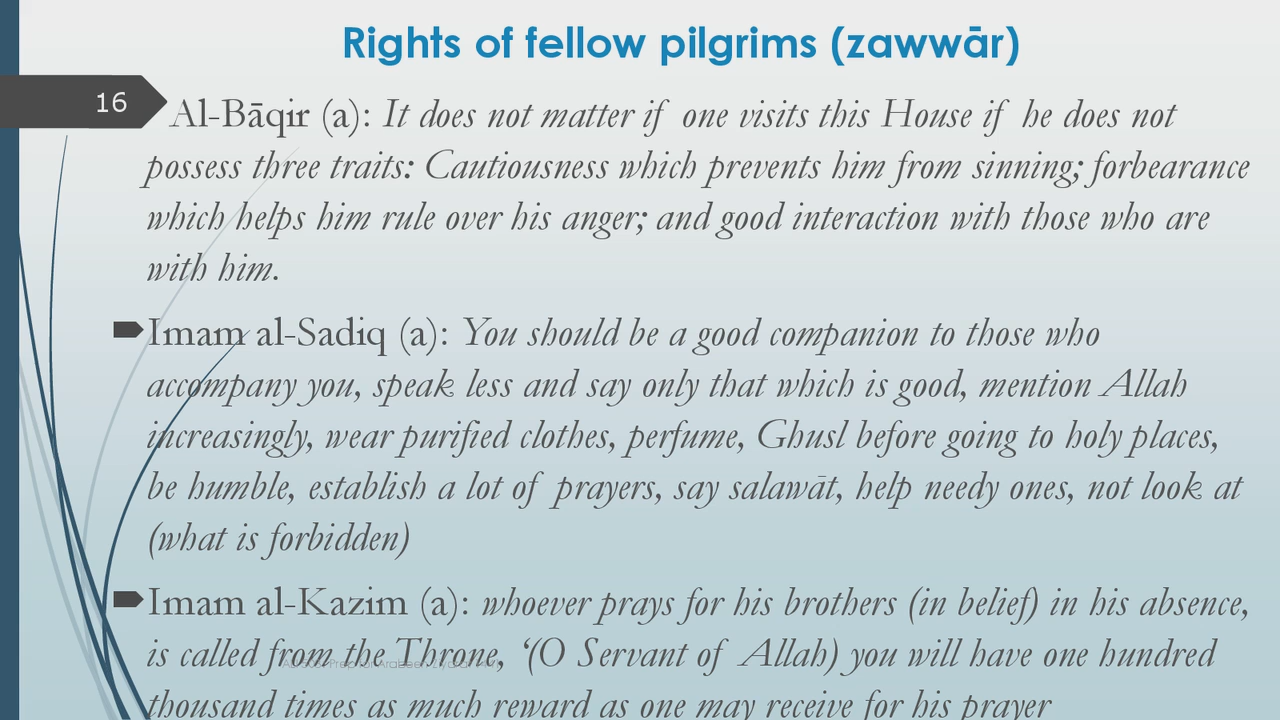 Rights of fellow pilgrims (zawwār)
16
Al-Bāqir (a): It does not matter if one visits this House if he does not
possess three traits: Cautiousness which prevents him from sinning; forbearance
which helps him rule over his anger; and good interaction with those who are
with him.
Imam al-Sadiq (a): You should be a good companion to those who
accompany you, speak less and say only that which is good, mention Allah
increasingly, wear purified clothes, perfume, Ghusl before going to holy places,
be humble, establish a lot of prayers, say salawāt, help needy ones, not look at
(what is forbidden)
Imam al-Kazim (a): whoever prays for his brothers (in belief) in his absence,
is called from the Throne, ‘(O Servant of Allah) you will have one hundred
thousand times as much reward as one may receive for his prayer